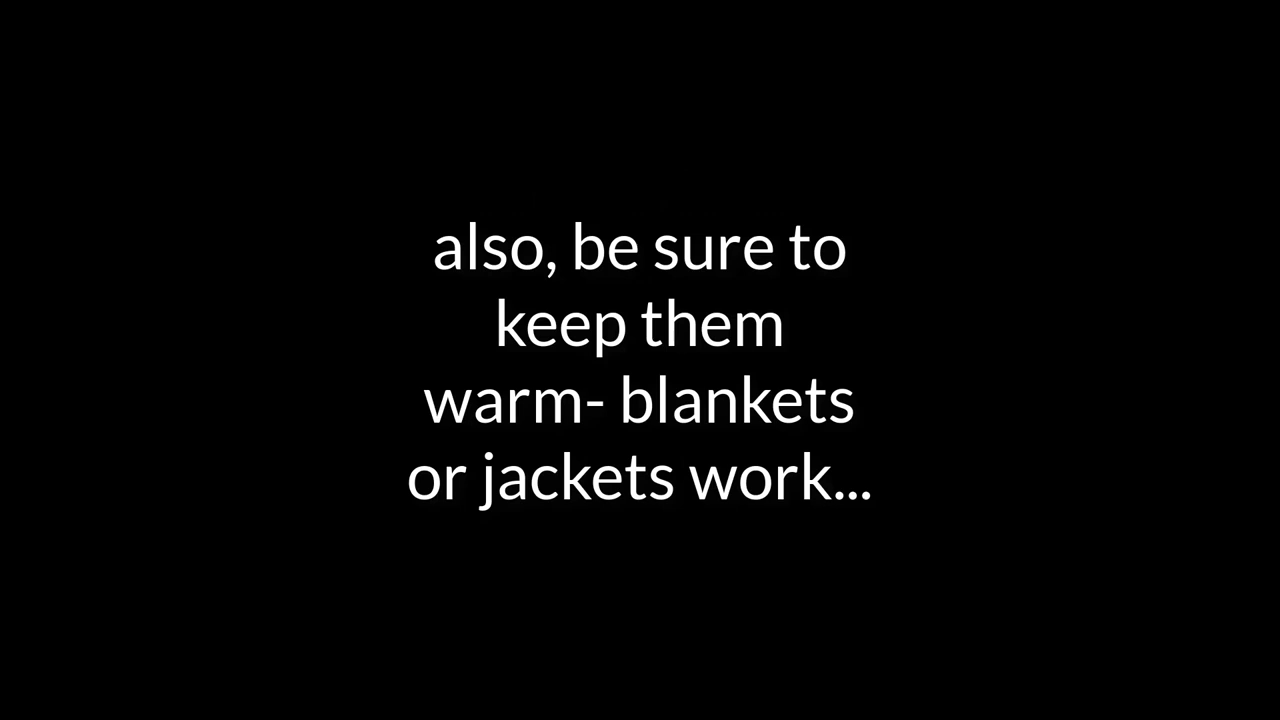 also, be sure to
keep them
warm- blankets
or jackets work...